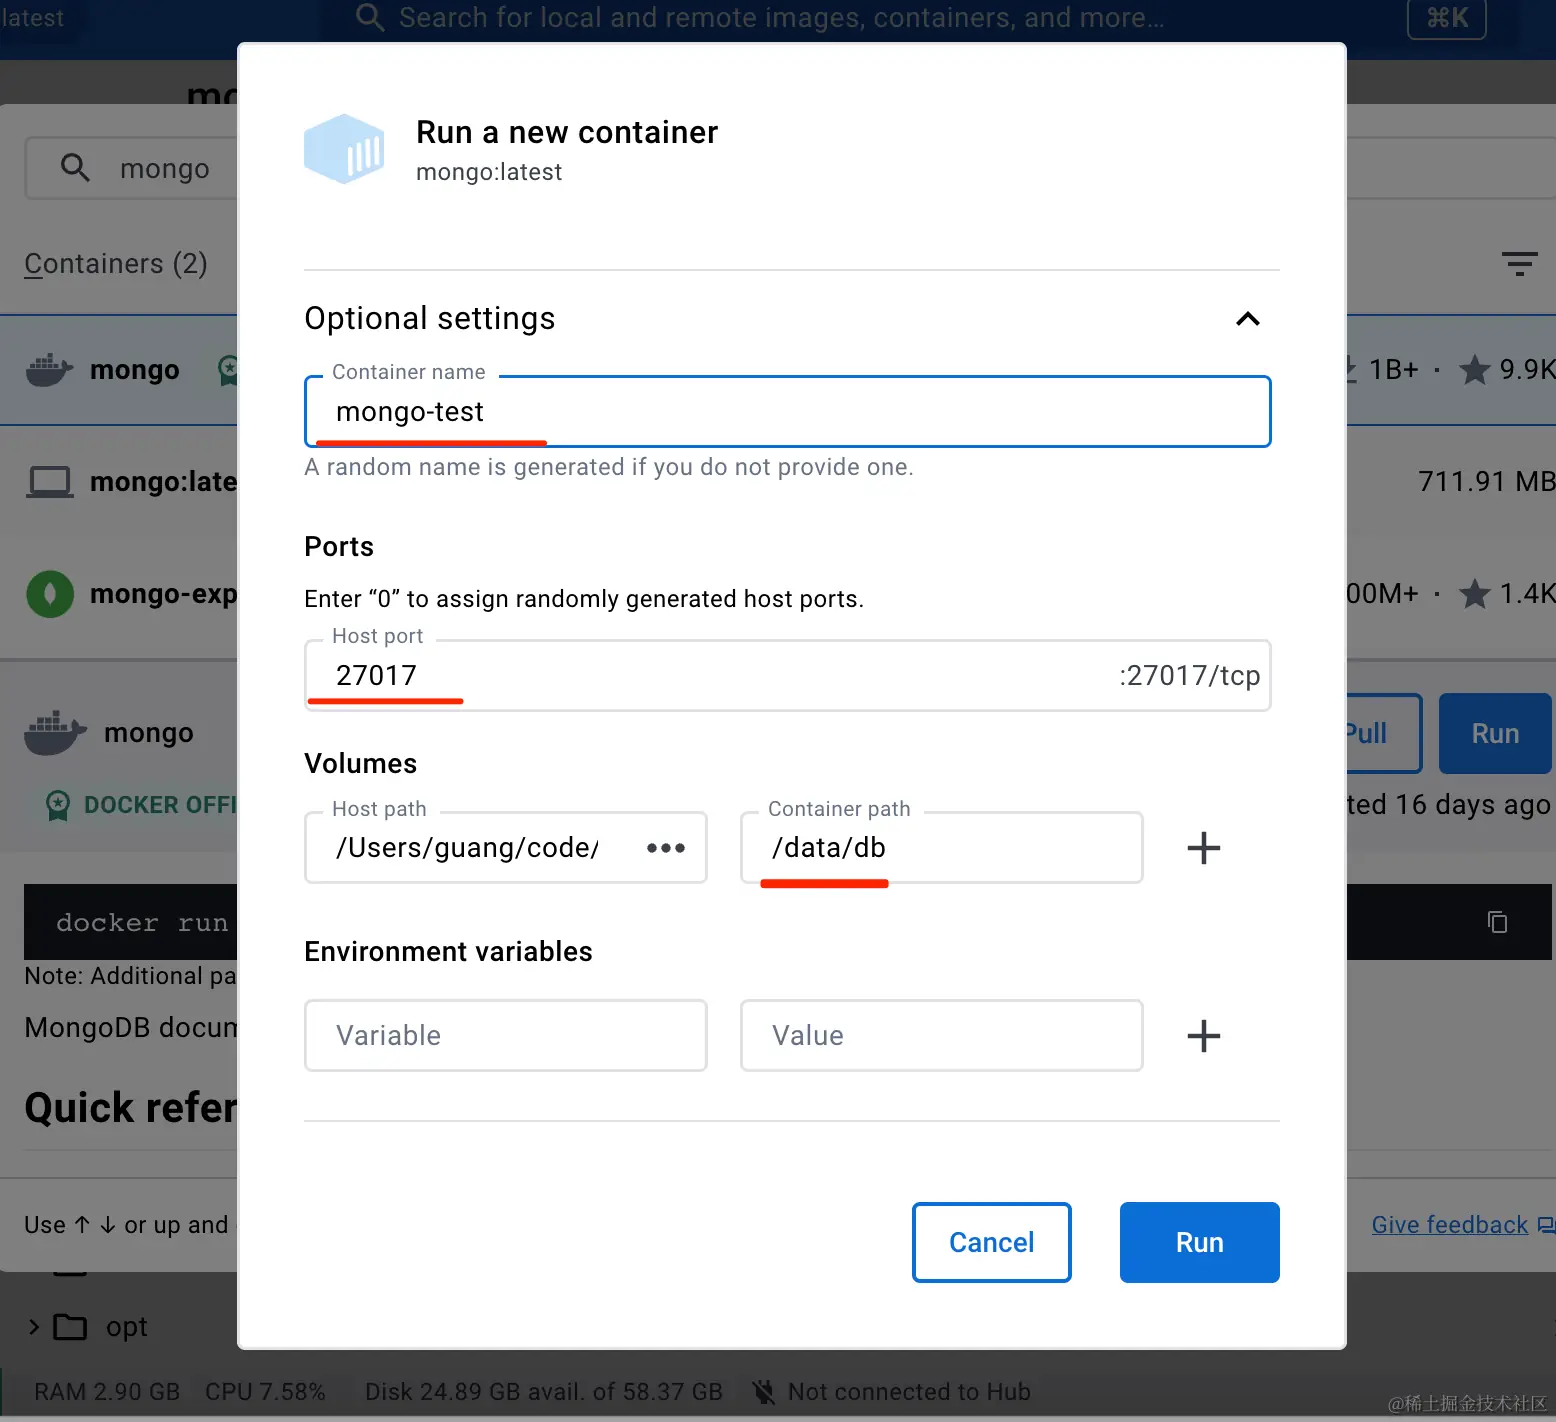 latest
Search for local and remote images, containers, and more...
⌘K
mo
mongo
Run a new container
mongo:latest
Containers (2)
Optional settings
Container name
mongo-test
A random name is generated if you do not provide one.
mongo
1B+ · 9.9K
mongo:late
711.91 MB
mongo-exp
00M+ · 1.4K
Ports
Enter “0” to assign randomly generated host ports.
Host port
27017
:27017/tcp
mongo
Pull
Run
DOCKER OFFI
ted 16 days ago
Volumes
Host path
/Users/guang/code/
•••
Container path
/data/db
docker run
Note: Additional pa
MongoDB docum
Environment variables
Variable
Value
Quick refer
Use ↑ ↓ or up and
Give feedback
Cancel
Run
opt
RAM 2.90 GB CPU 7.58% Disk 24.89 GB avail. of 58.37 GB Not connected to Hub
@稀土掘金技术社区